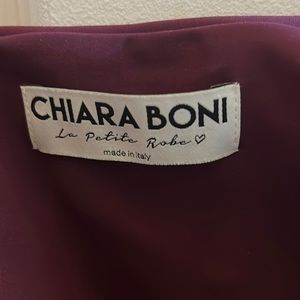 CHIARA BONI
La Petite Robe ♡
made in Italy